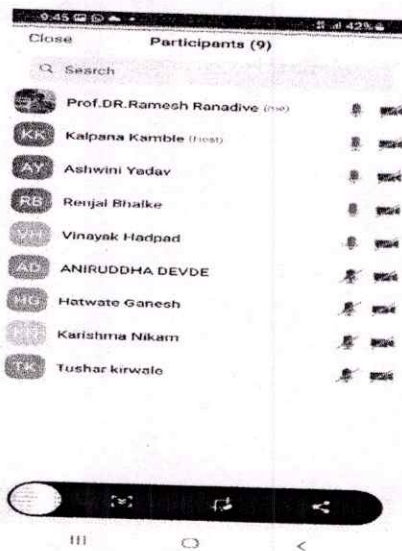 9:45 42%
Close Participants (9)
Search
Prof.DR.Ramesh Ranadive (me)
KK Kalpana Kamble (Host)
AY Ashwini Yadav
RB Renjal Bhalke
VH Vinayak Hadpad
AD ANIRUDDHA DEVDE
HG Hatwate Ganesh
Karishma Nikam
TK Tushar kirwale